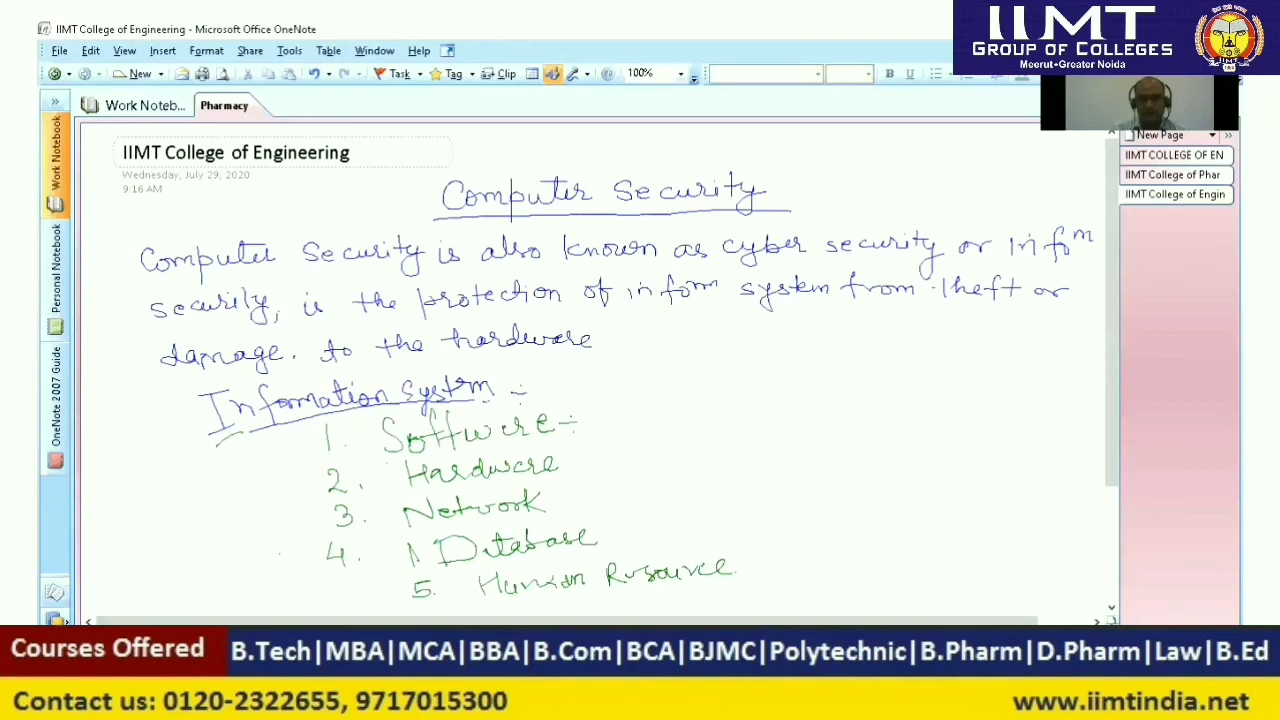 IIMT College of Engineering - Microsoft Office OneNote
IIMT
GROUP OF COLLEGES
Meerut•Greater Noida
File Edit View Insert Format Share Tools Table Window Help
New Task Tag Clip 100% B U
Work Noteb... Pharmacy
Work Notebook
Personal Notebook
OneNote 2007 Guide
New Page
IIMT COLLEGE OF EN
IIMT College of Phar
IIMT College of Engin
IIMT College of Engineering
Wednesday, July 29, 2020
9:16 AM
Computer Security
Computer Security is also known as cyber security or infom
security, is the protection of infom system from theft or
damage. to the hardware
Information System :-
1. Software :-
2. Hardware
3. Network
4. Database
5. Human Resource
Courses Offered B.Tech|MBA|MCA|BBA|B.Com|BCA|BJMC|Polytechnic|B.Pharm|D.Pharm|Law|B.Ed
Contact us: 0120-2322655, 9717015300 www.iimtindia.net